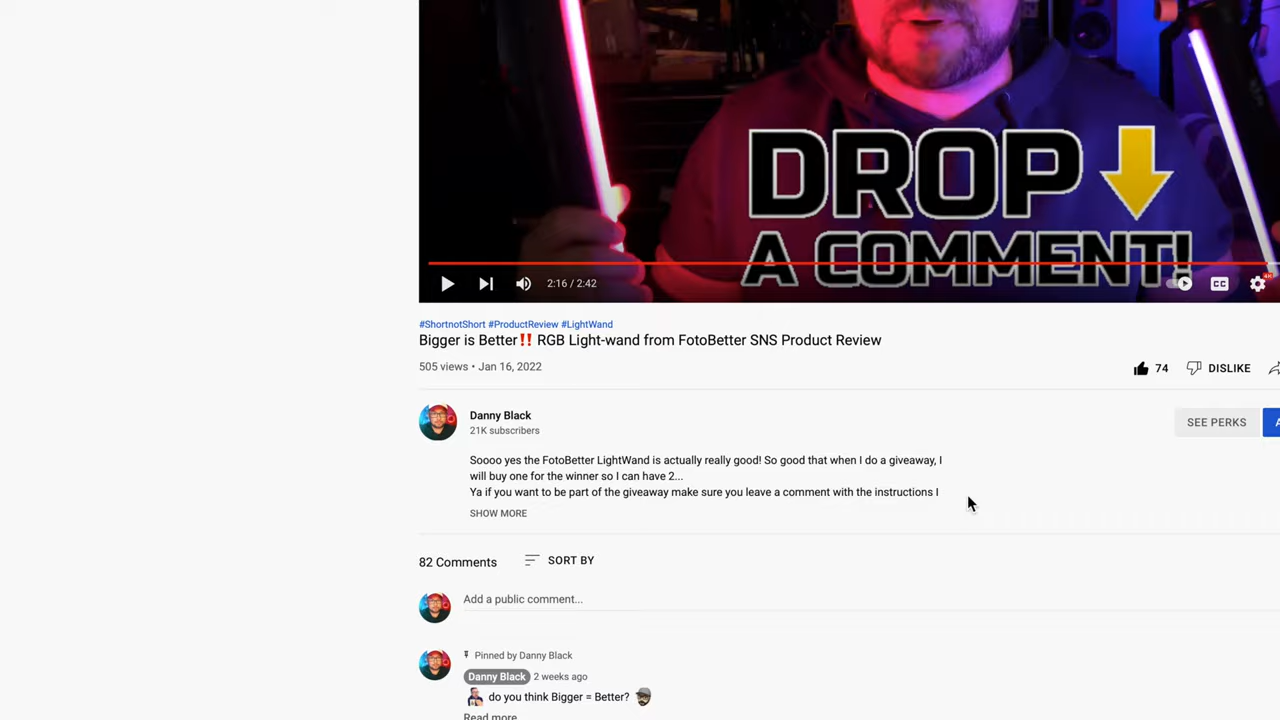 DROP
A COMMENT!
2:16 / 2:42
CC
4K
#ShortnotShort #ProductReview #LightWand
Bigger is Better‼️ RGB Light-wand from FotoBetter SNS Product Review
505 views • Jan 16, 2022
74
DISLIKE
Danny Black
21K subscribers
SEE PERKS
Soooo yes the FotoBetter LightWand is actually really good! So good that when I do a giveaway, I
will buy one for the winner so I can have 2...
Ya if you want to be part of the giveaway make sure you leave a comment with the instructions I
SHOW MORE
82 Comments
SORT BY
Add a public comment...
Pinned by Danny Black
Danny Black 2 weeks ago
do you think Bigger = Better?
Read more